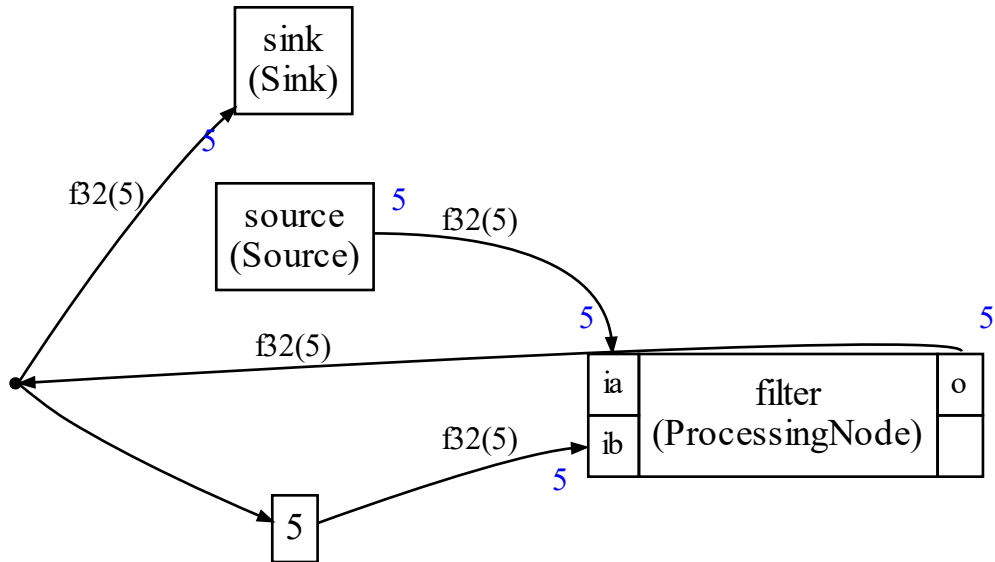 sink
(Sink)
5
f32(5)
source
(Source)
5
f32(5)
5
5
f32(5)
ia
filter
(ProcessingNode)
o
ib
f32(5)
5
5